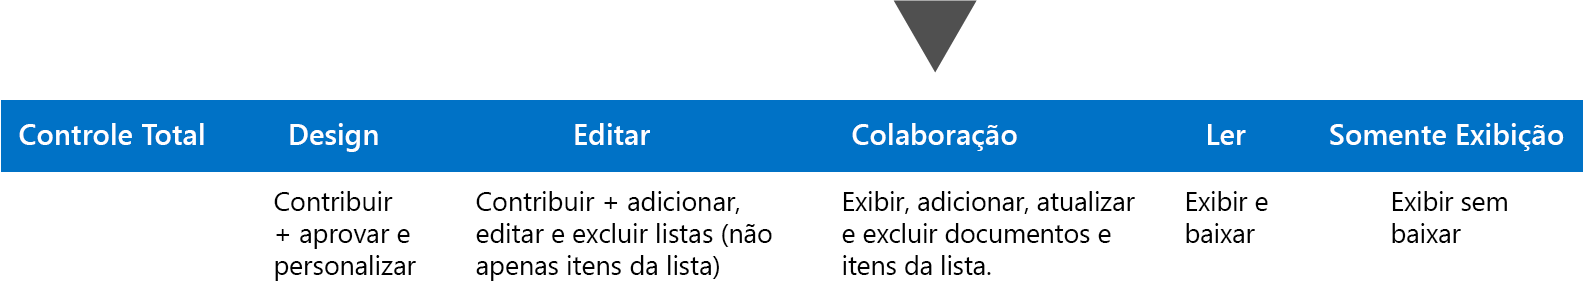 Controle Total Design Editar Colaboração Ler Somente Exibição
Contribuir
+ aprovar e
personalizar
Contribuir + adicionar,
editar e excluir listas (não
apenas itens da lista)
Exibir, adicionar, atualizar
e excluir documentos e
itens da lista.
Exibir e
baixar
Exibir sem
baixar